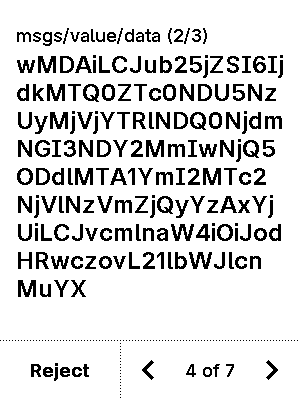 msgs/value/data (2/3)
wMDAiLCJub25jZSI6Ij
dkMTQ0ZTc0NDU5Nz
UyMjVjYTRlNDQ0Njdm
NGI3NDY2MmIwNjQ5
ODdlMTA1YmI2MTc2
NjVlNzVmZjQyYzAxYj
UiLCJvcmlnaW4iOiJod
HRwczovL21lbWJlcn
MuYX
Reject
4 of 7